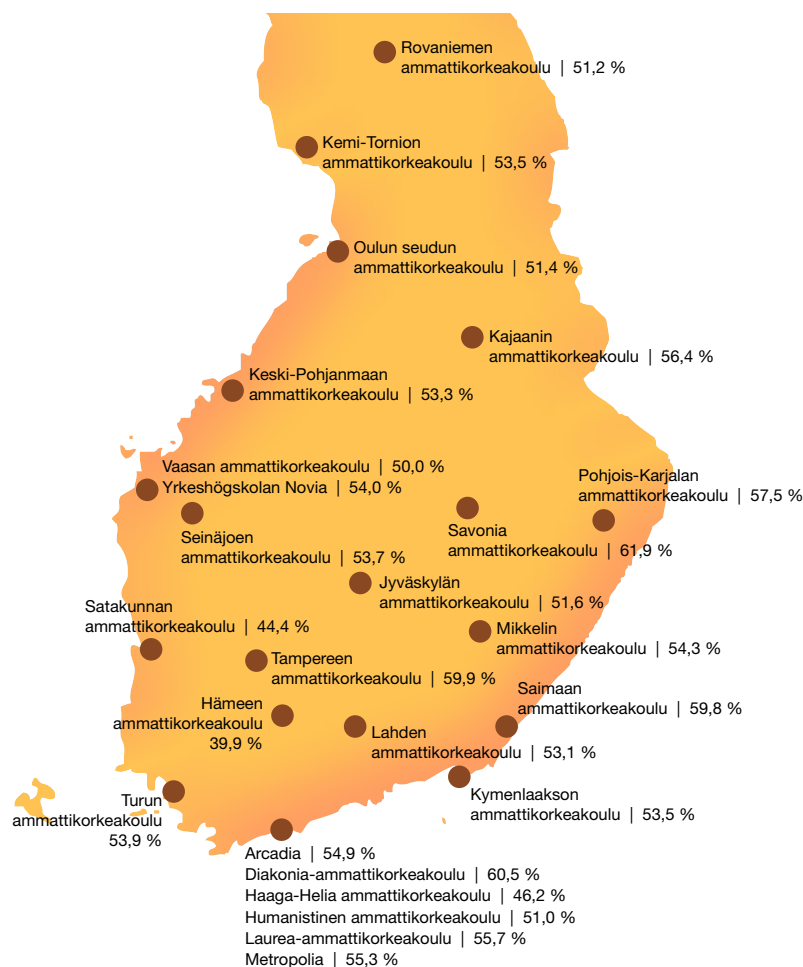 Rovaniemen
ammattikorkeakoulu | 51,2 %
Kemi-Tornion
ammattikorkeakoulu | 53,5 %
Oulun seudun
ammattikorkeakoulu | 51,4 %
Kajaanin
ammattikorkeakoulu | 56,4 %
Keski-Pohjanmaan
ammattikorkeakoulu | 53,3 %
Vaasan ammattikorkeakoulu | 50,0 %
Yrkeshögskolan Novia | 54,0 %
Pohjois-Karjalan
ammattikorkeakoulu | 57,5 %
Seinäjoen
ammattikorkeakoulu | 53,7 %
Savonia
ammattikorkeakoulu | 61,9 %
Jyväskylän
ammattikorkeakoulu | 51,6 %
Satakunnan
ammattikorkeakoulu | 44,4 %
Mikkelin
ammattikorkeakoulu | 54,3 %
Tampereen
ammattikorkeakoulu | 59,9 %
Saimaan
ammattikorkeakoulu | 59,8 %
Hämeen
ammattikorkeakoulu
39,9 %
Lahden
ammattikorkeakoulu | 53,1 %
Kymenlaakson
ammattikorkeakoulu | 53,5 %
Turun
ammattikorkeakoulu
53,9 %
Arcadia | 54,9 %
Diakonia-ammattikorkeakoulu | 60,5 %
Haaga-Helia ammattikorkeakoulu | 46,2 %
Humanistinen ammattikorkeakoulu | 51,0 %
Laurea-ammattikorkeakoulu | 55,7 %
Metropolia | 55,3 %